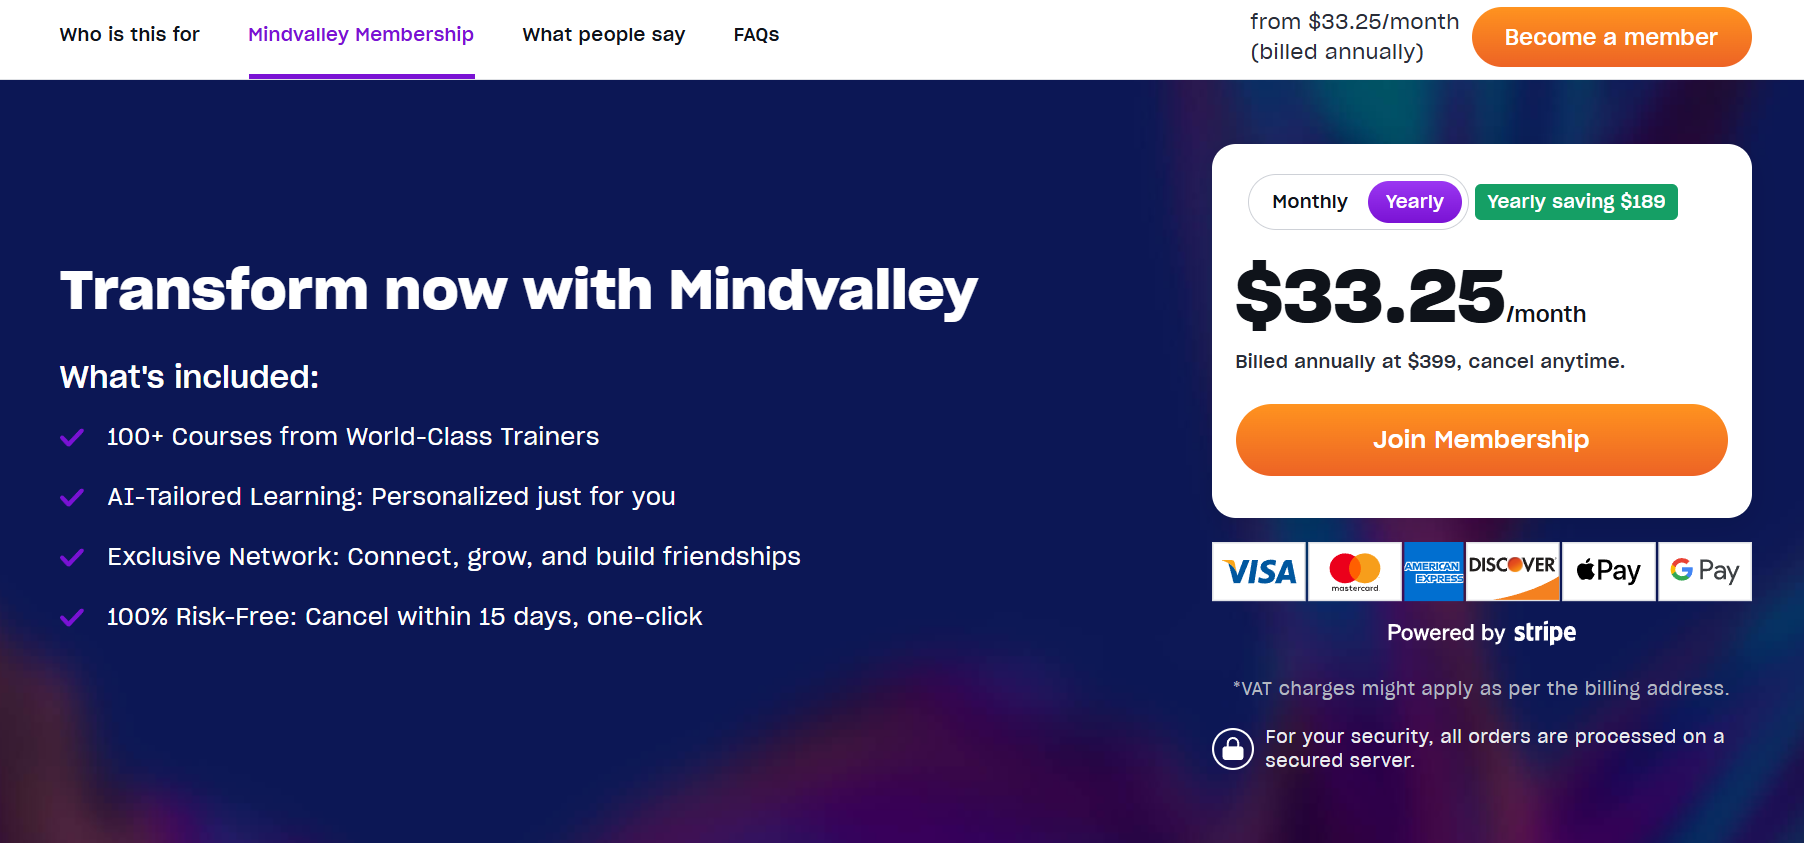 Who is this for
Mindvalley Membership
What people say
FAQs
from $33.25/month
(billed annually)
Become a member
Transform now with Mindvalley
What's included:
100+ Courses from World-Class Trainers
AI-Tailored Learning: Personalized just for you
Exclusive Network: Connect, grow, and build friendships
100% Risk-Free: Cancel within 15 days, one-click
Monthly
Yearly
Yearly saving $189
$33.25/month
Billed annually at $399, cancel anytime.
Join Membership
VISA
mastercard.
AMERICAN
EXPRESS
DISCOVER
Pay
G Pay
Powered by stripe
*VAT charges might apply as per the billing address.
For your security, all orders are processed on a
secured server.